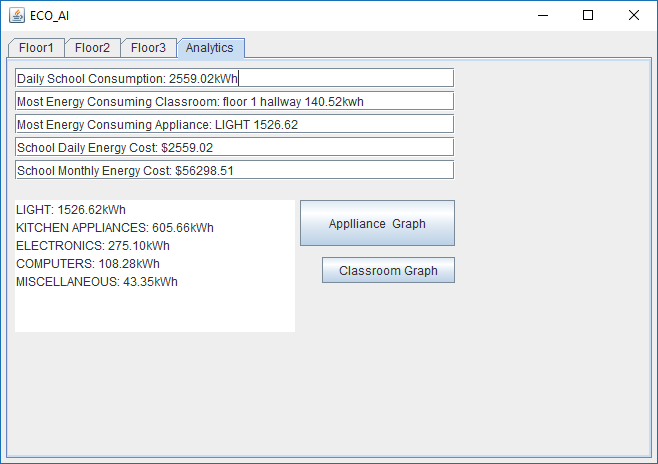 ECO_AI
Floor1 Floor2 Floor3 Analytics
Daily School Consumption: 2559.02kWh
Most Energy Consuming Classroom: floor 1 hallway 140.52kwh
Most Energy Consuming Appliance: LIGHT 1526.62
School Daily Energy Cost: $2559.02
School Monthly Energy Cost: $56298.51
LIGHT: 1526.62kWh
KITCHEN APPLIANCES: 605.66kWh
ELECTRONICS: 275.10kWh
COMPUTERS: 108.28kWh
MISCELLANEOUS: 43.35kWh
Applliance Graph
Classroom Graph